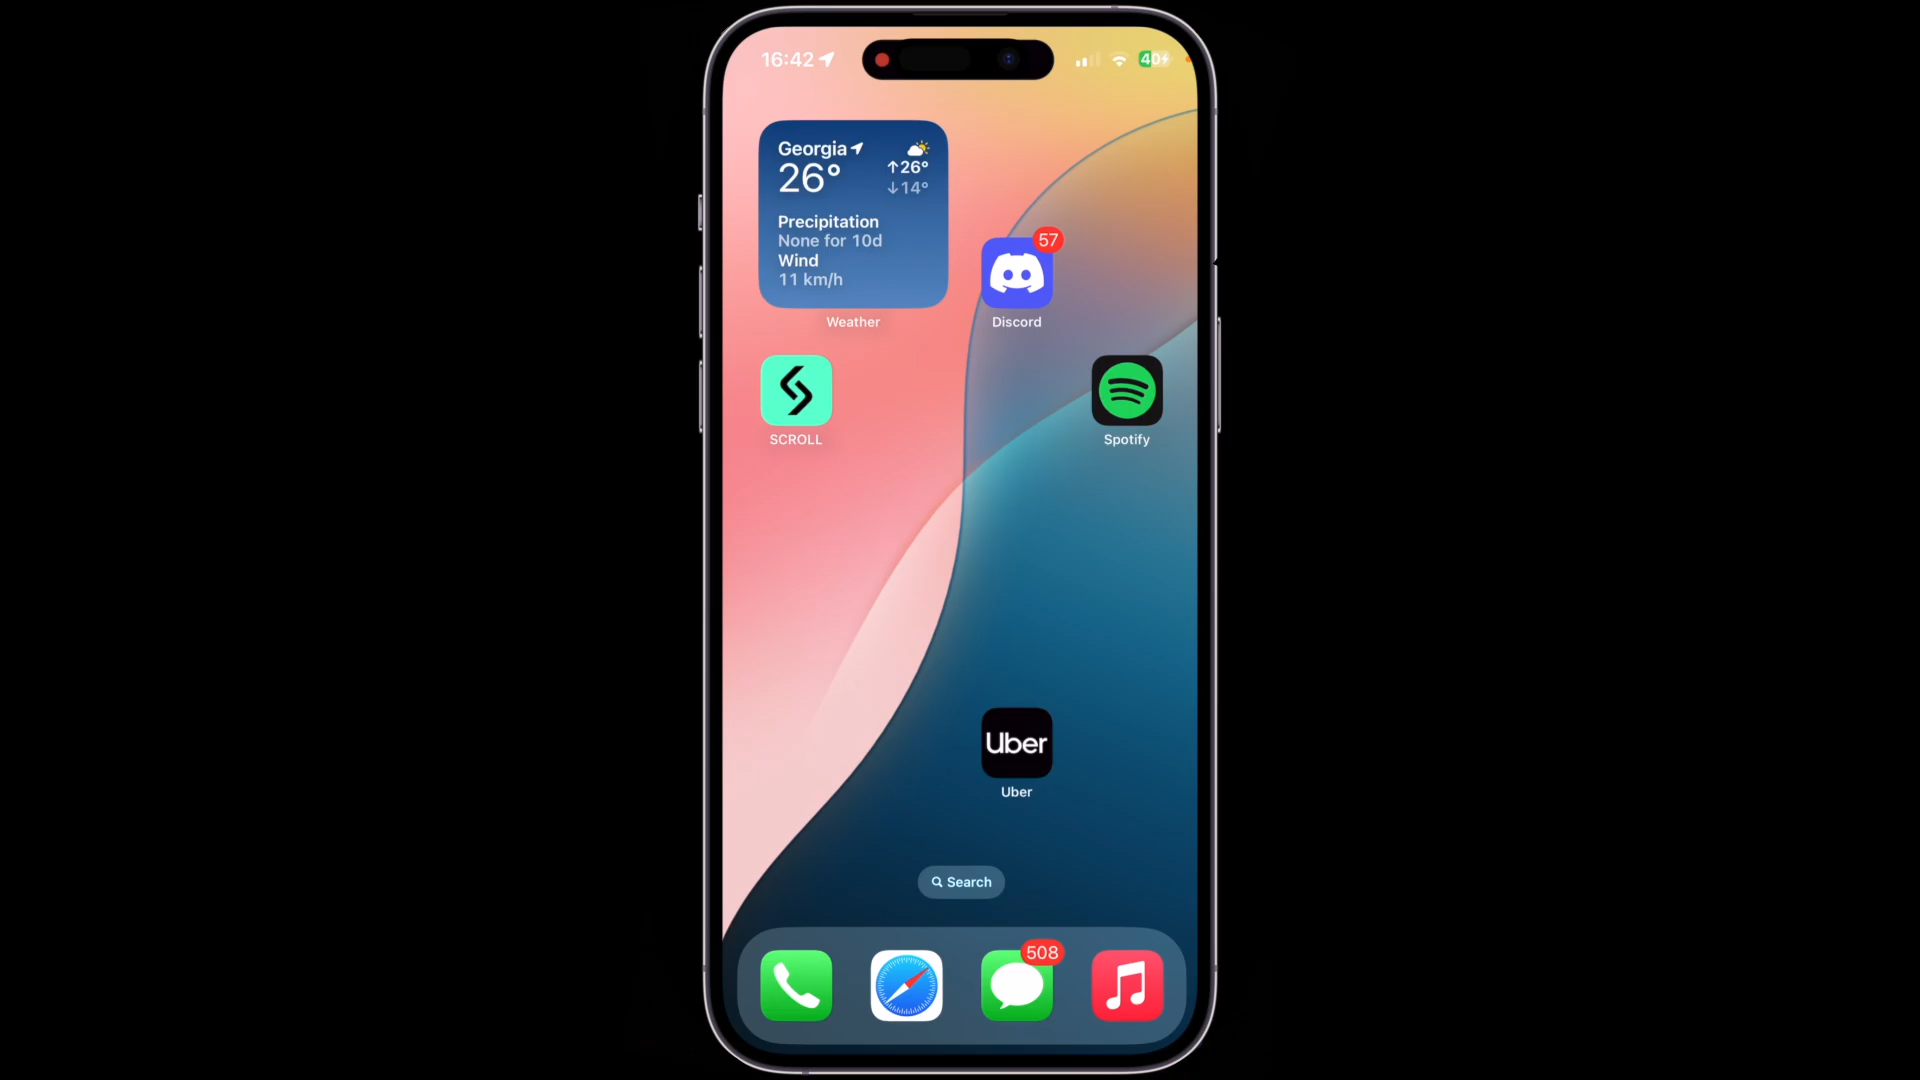 16:42
40
Georgia
26°
↑26°
↓14°
Precipitation
None for 10d
Wind
11 km/h
Weather
57
Discord
SCROLL
Spotify
Uber
Uber
Search
508